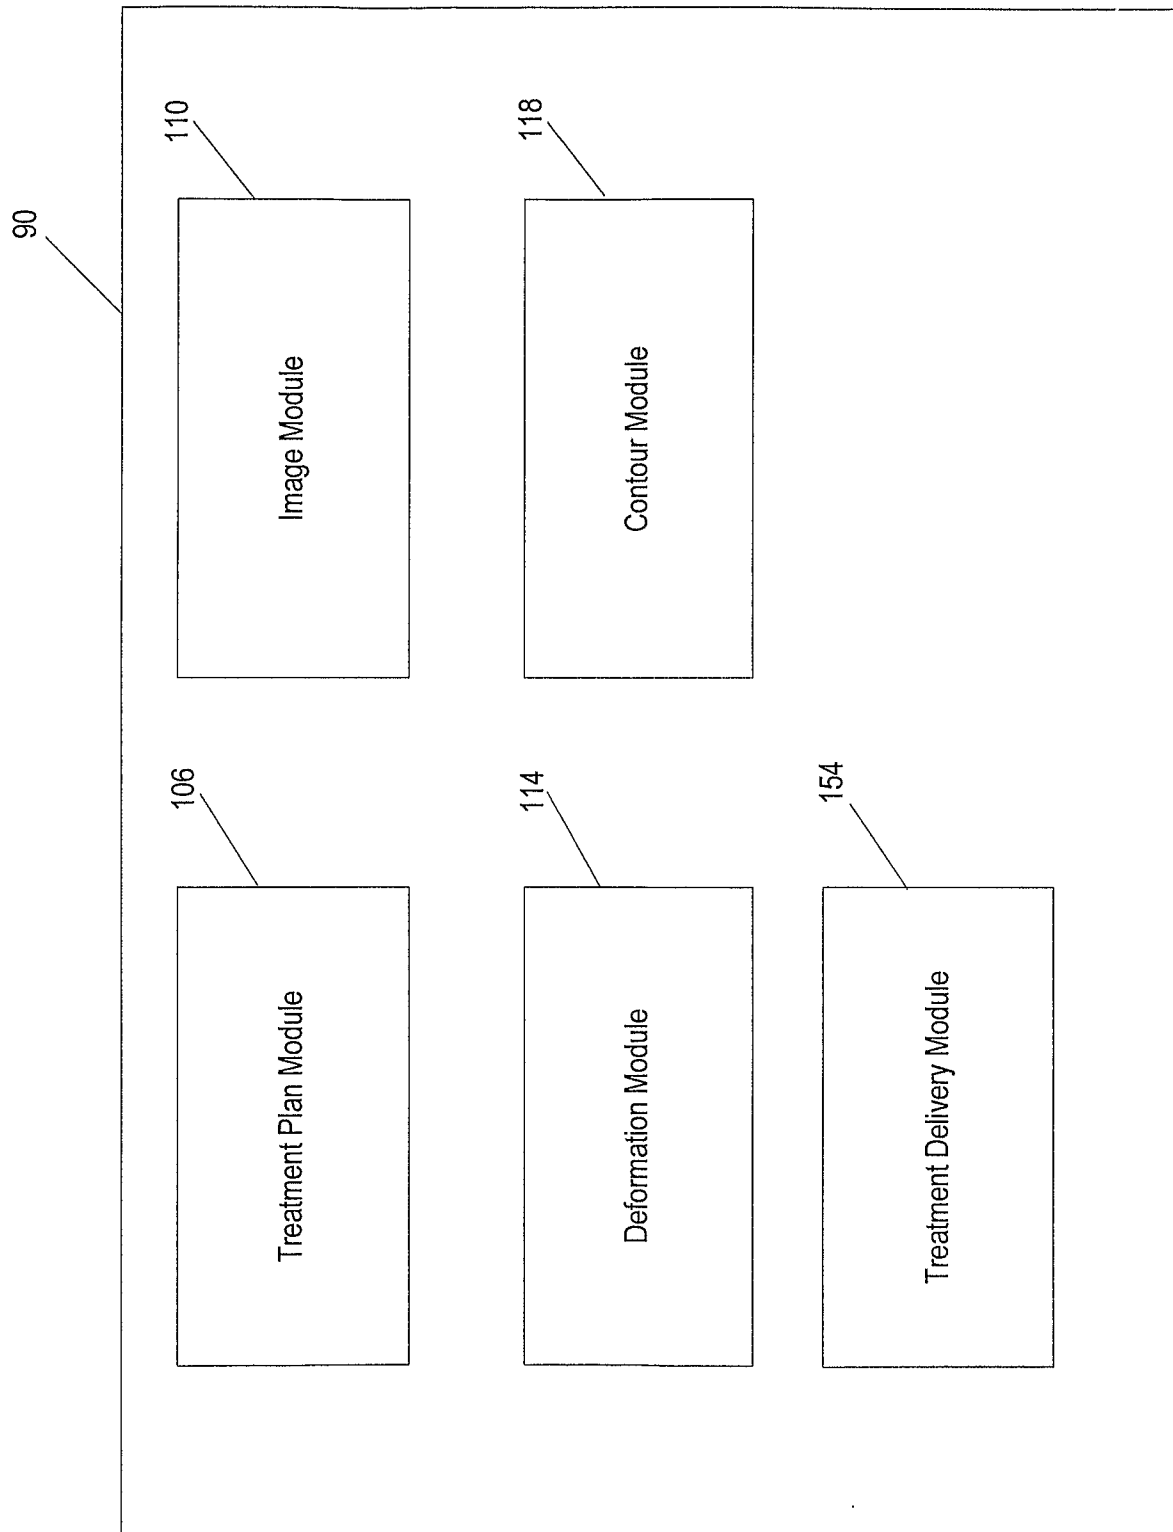 90
106
110
Treatment Plan Module
Image Module
114
118
Deformation Module
Contour Module
154
Treatment Delivery Module